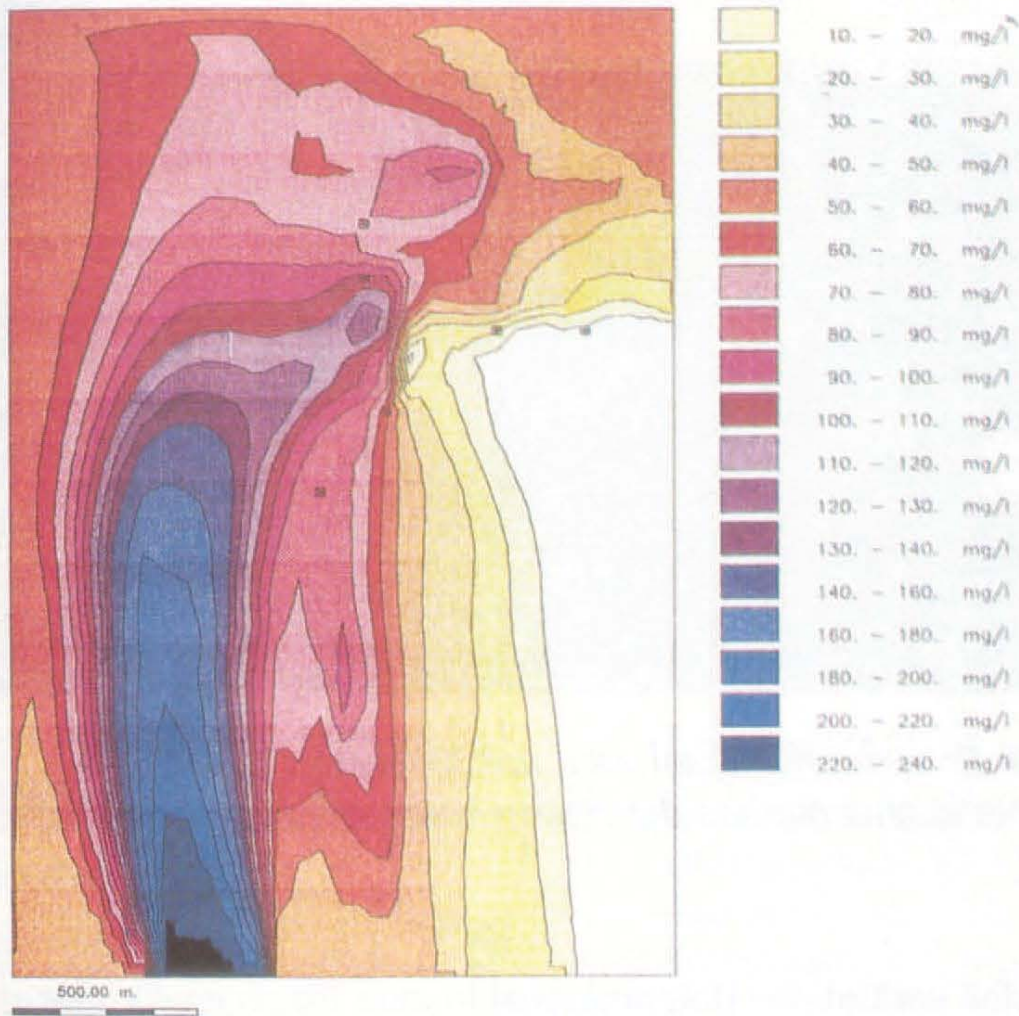 10. - 20. mg/l
20. - 30. mg/l
30. - 40. mg/l
40. - 50. mg/l
50. - 60. mg/l
60. - 70. mg/l
70. - 80. mg/l
80. - 90. mg/l
90. - 100. mg/l
100. - 110. mg/l
110. - 120. mg/l
120. - 130. mg/l
130. - 140. mg/l
140. - 160. mg/l
160. - 180. mg/l
180. - 200. mg/l
200. - 220. mg/l
220. - 240. mg/l
500.00 m.